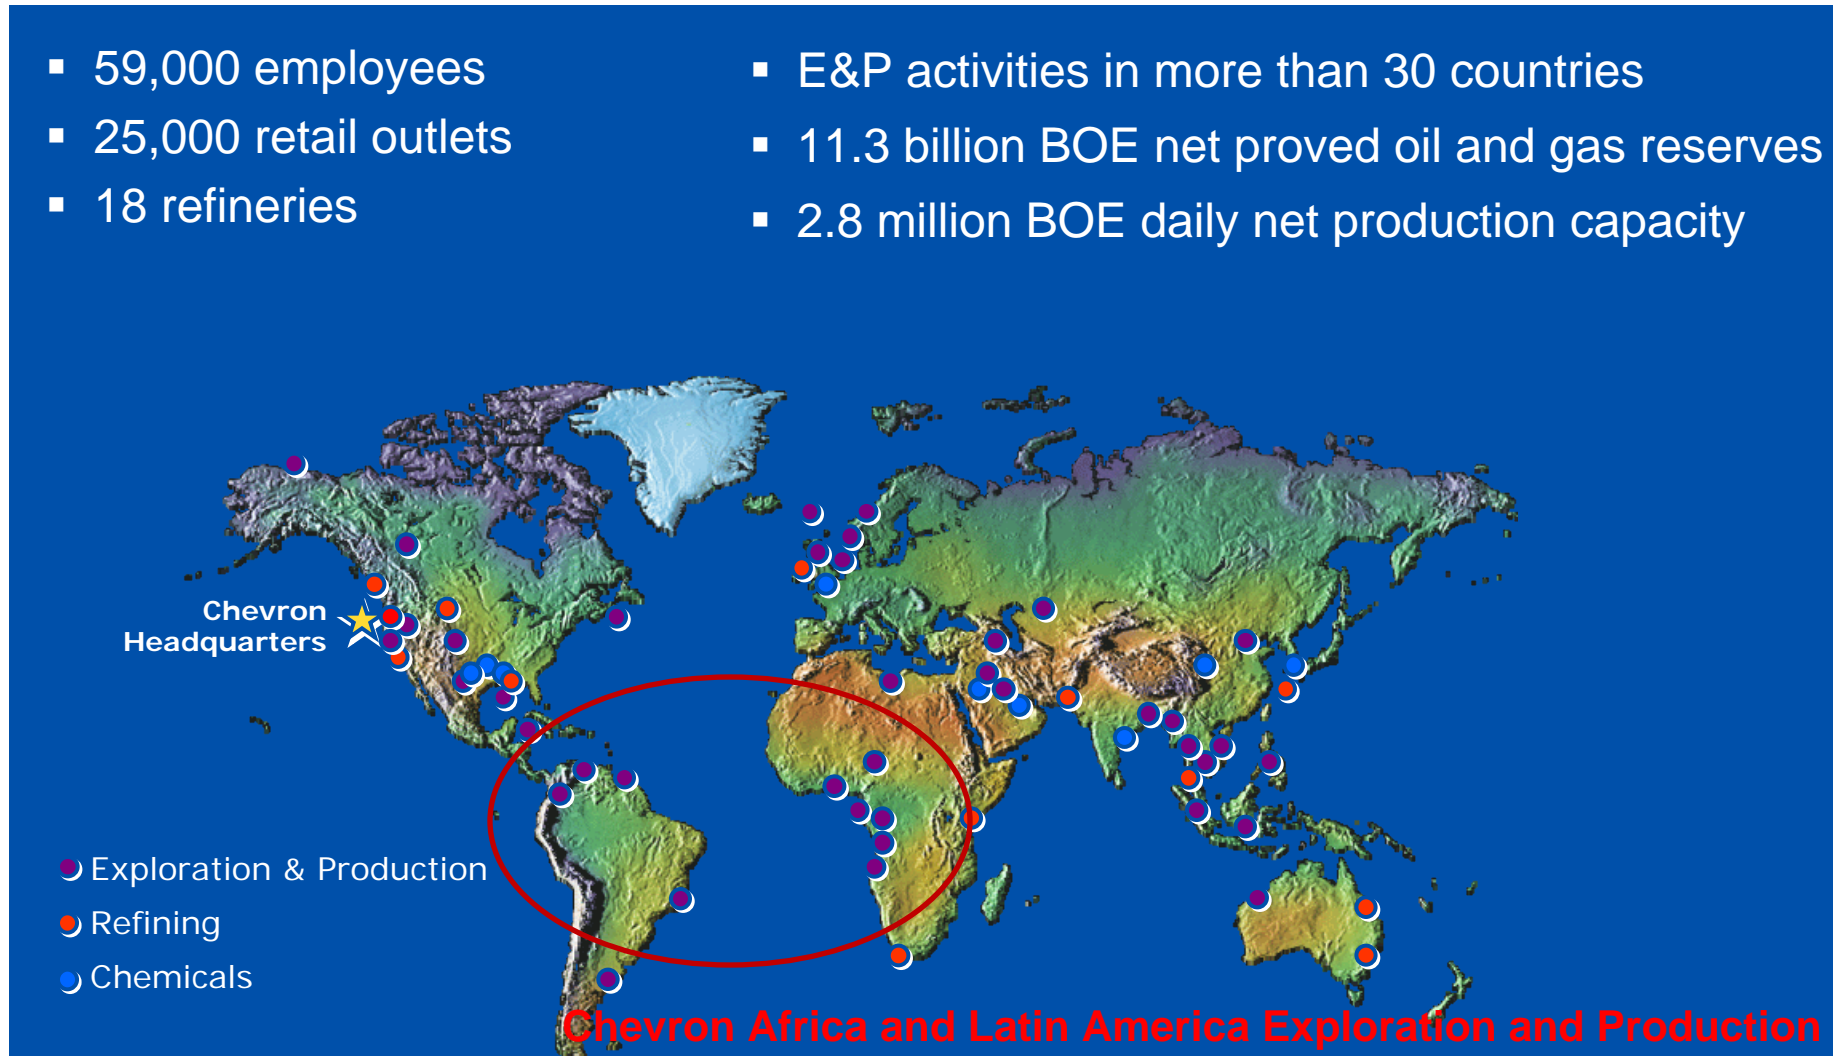 ▪ 59,000 employees
▪ 25,000 retail outlets
▪ 18 refineries
▪ E&P activities in more than 30 countries
▪ 11.3 billion BOE net proved oil and gas reserves
▪ 2.8 million BOE daily net production capacity
Chevron
Headquarters
Exploration & Production
Refining
Chemicals
Chevron Africa and Latin America Exploration and Production